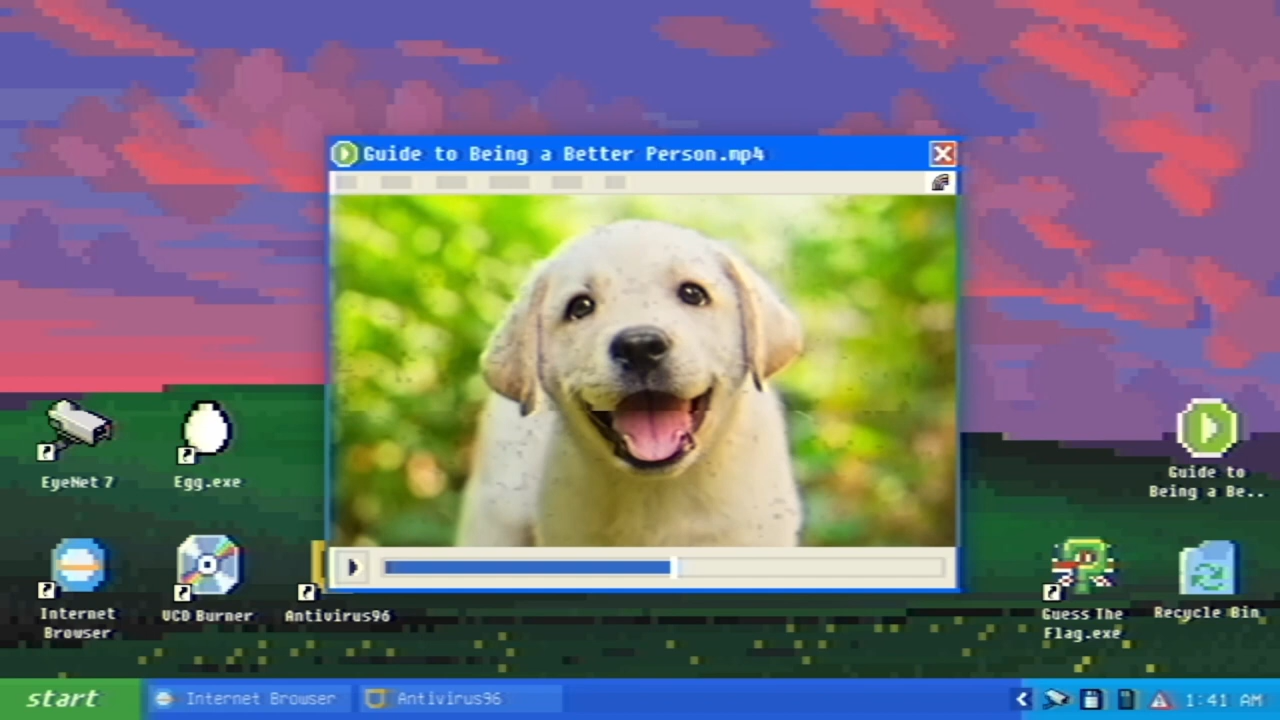 Guide to Being a Better Person.mp4
EyeNet 7
Egg.exe
Guide to
Being a Be..
Internet
Browser
VCD Burner
Antivirus96
Guess The
Flag.exe
Recycle Bin
start
Internet Browser
Antivirus96
1:41 AM